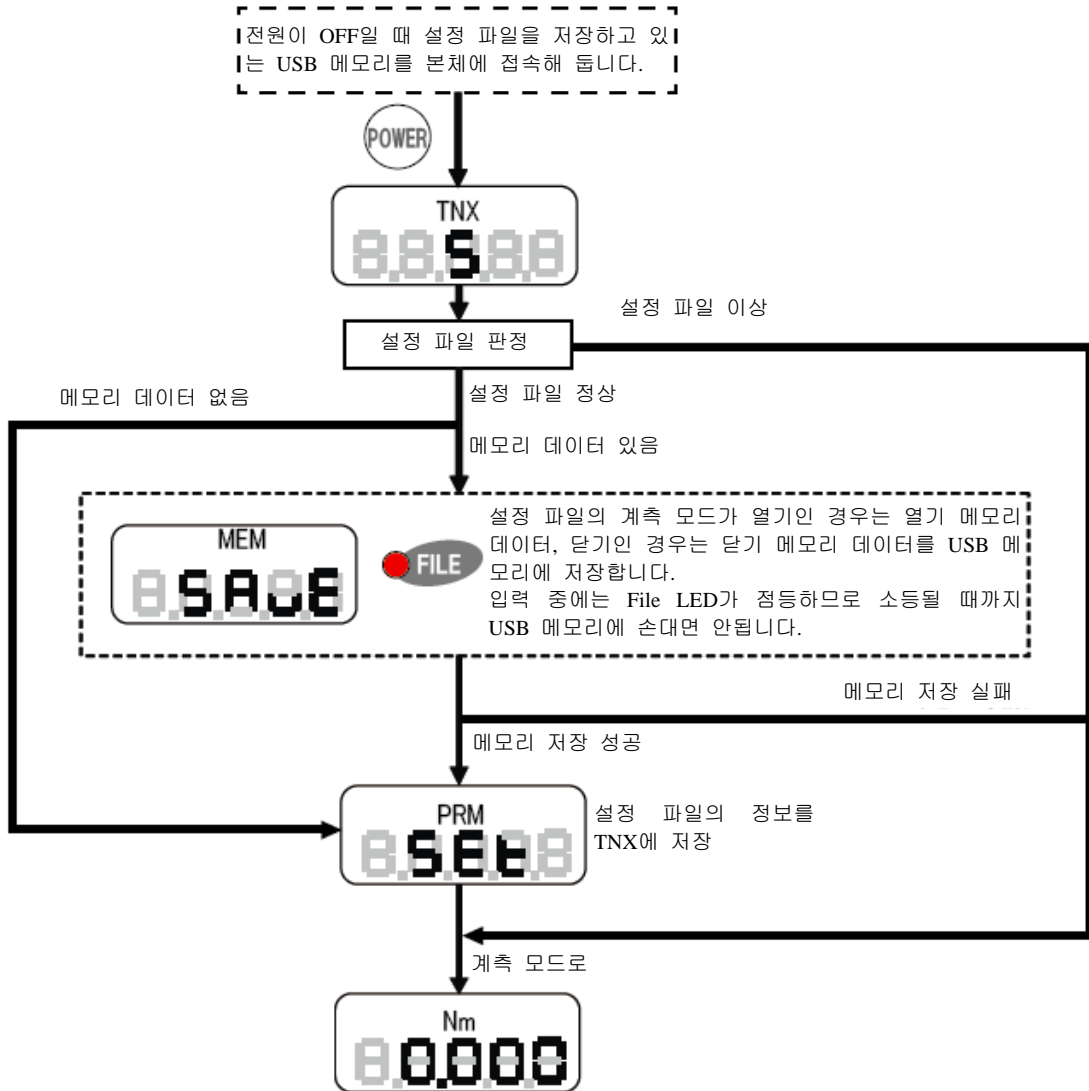 전원이 OFF일 때 설정 파일을 저장하고 있
는 USB 메모리를 본체에 접속해 둡니다.
POWER
TNX
S
설정 파일 이상
설정 파일 판정
메모리 데이터 없음
설정 파일 정상
메모리 데이터 있음
MEM
SAvE
FILE
설정 파일의 계측 모드가 열기인 경우는 열기 메모리
데이터, 닫기인 경우는 닫기 메모리 데이터를 USB 메
모리에 저장합니다.
입력 중에는 File LED가 점등하므로 소등될 때까지
USB 메모리에 손대면 안됩니다.
메모리 저장 실패
메모리 저장 성공
PRM
SEt
설정 파일의 정보를
TNX에 저장
계측 모드로
Nm
0.000